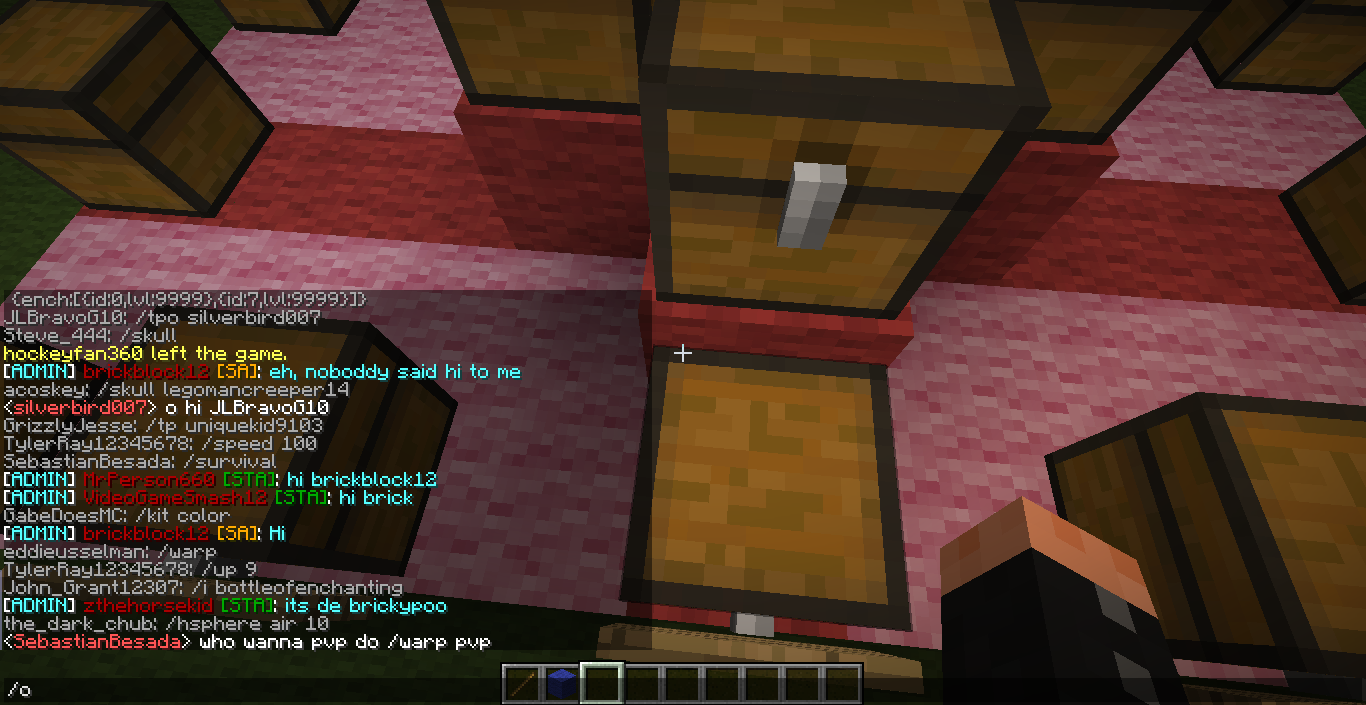 {ench:[{id:0,lvl:9999},{id:7,lvl:9999}]}
JLBravoG10: /tpo silverbird007
Steve_444: /skull
hockeyfan360 left the game.
[ADMIN] brickblock12 [SA]: eh, noboddy said hi to me
acoskey: /skull legomancreeper14
<silverbird007> o hi JLBravoG10
GrizzlyJesse: /tp uniquekid9103
TylerRay12345678: /speed 100
SebastianBesada: /survival
[ADMIN] MrPerson660 [STA]: hi brickblock12
[ADMIN] VideoGameSmash12 [STA]: hi brick
GabeDoesMC: /kit color
[ADMIN] brickblock12 [SA]: Hi
eddieusselman: /warp
TylerRay12345678: /up 9
John_Grant12307: /i bottleofenchanting
[ADMIN] zthehorsekid [STA]: its de brickypoo
the_dark_chub: /hsphere air 10
<SebastianBesada> who wanna pvp do /warp pvp
/o